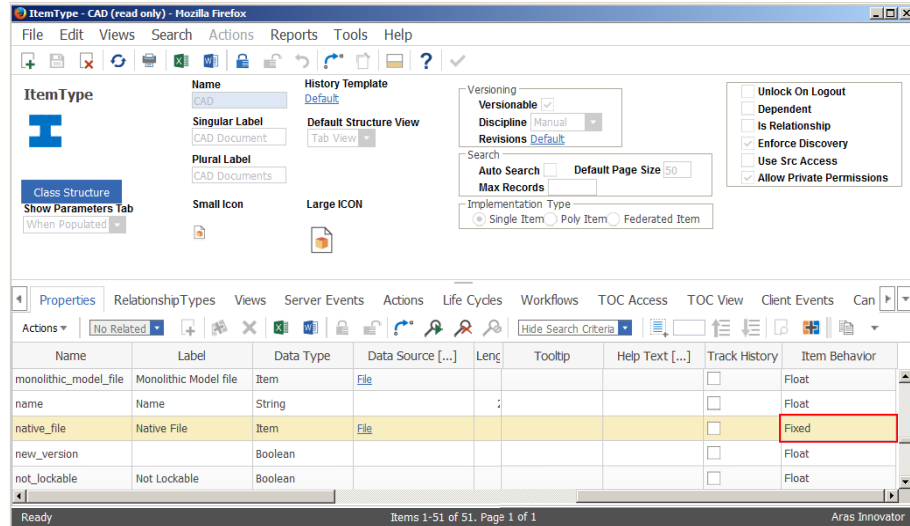 ItemType - CAD (read only) - Mozilla Firefox
File Edit Views Search Actions Reports Tools Help
ItemType
Name
CAD
History Template
Default
Singular Label
CAD Document
Default Structure View
Tab View
Plural Label
CAD Documents
Class Structure
Show Parameters Tab
When Populated
Small Icon
Large ICON
Versioning
Versionable
Discipline Manual
Revisions Default
Search
Auto Search Default Page Size 50
Max Records
Implementation Type
Single Item Poly Item Federated Item
Unlock On Logout
Dependent
Is Relationship
Enforce Discovery
Use Src Access
Allow Private Permissions
Properties RelationshipTypes Views Server Events Actions Life Cycles Workflows TOC Access TOC View Client Events Can
Actions No Related Hide Search Criteria
Name Label Data Type Data Source [...] Leng Tooltip Help Text [...] Track History Item Behavior
monolithic_model_file Monolithic Model file Item File Float
name Name String Float
native_file Native File Item File Fixed
new_version Boolean Float
not_lockable Not Lockable Boolean Float
Ready Items 1-51 of 51. Page 1 of 1 Aras Innovator